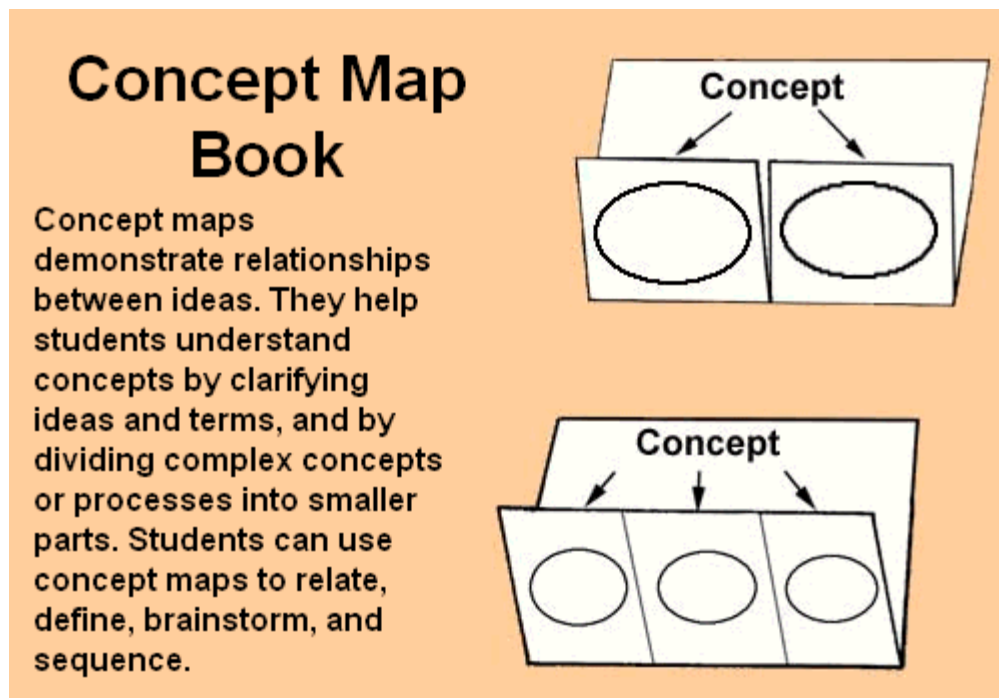 Concept Map
Book
Concept maps
demonstrate relationships
between ideas. They help
students understand
concepts by clarifying
ideas and terms, and by
dividing complex concepts
or processes into smaller
parts. Students can use
concept maps to relate,
define, brainstorm, and
sequence.
Concept
Concept